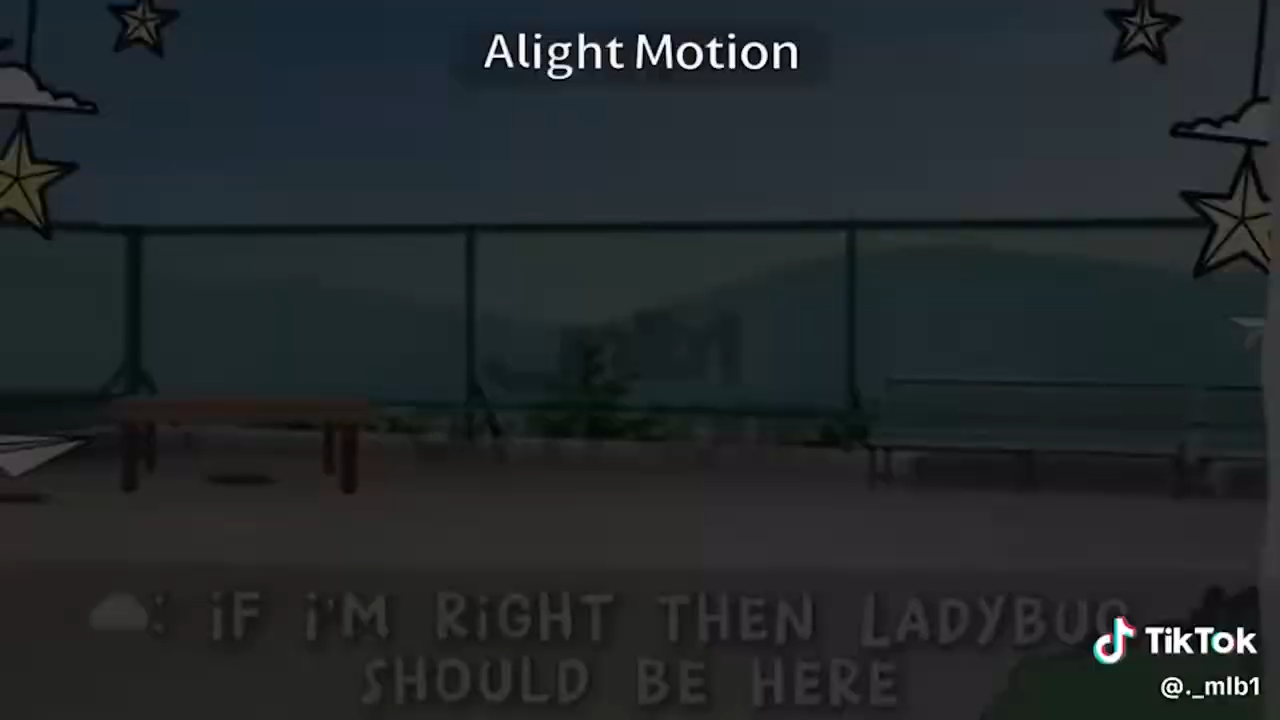 Alight Motion
: iF i'M RiGHT THEN LADYBUG
SHOULD BE HERE
TikTok
@._mlb1